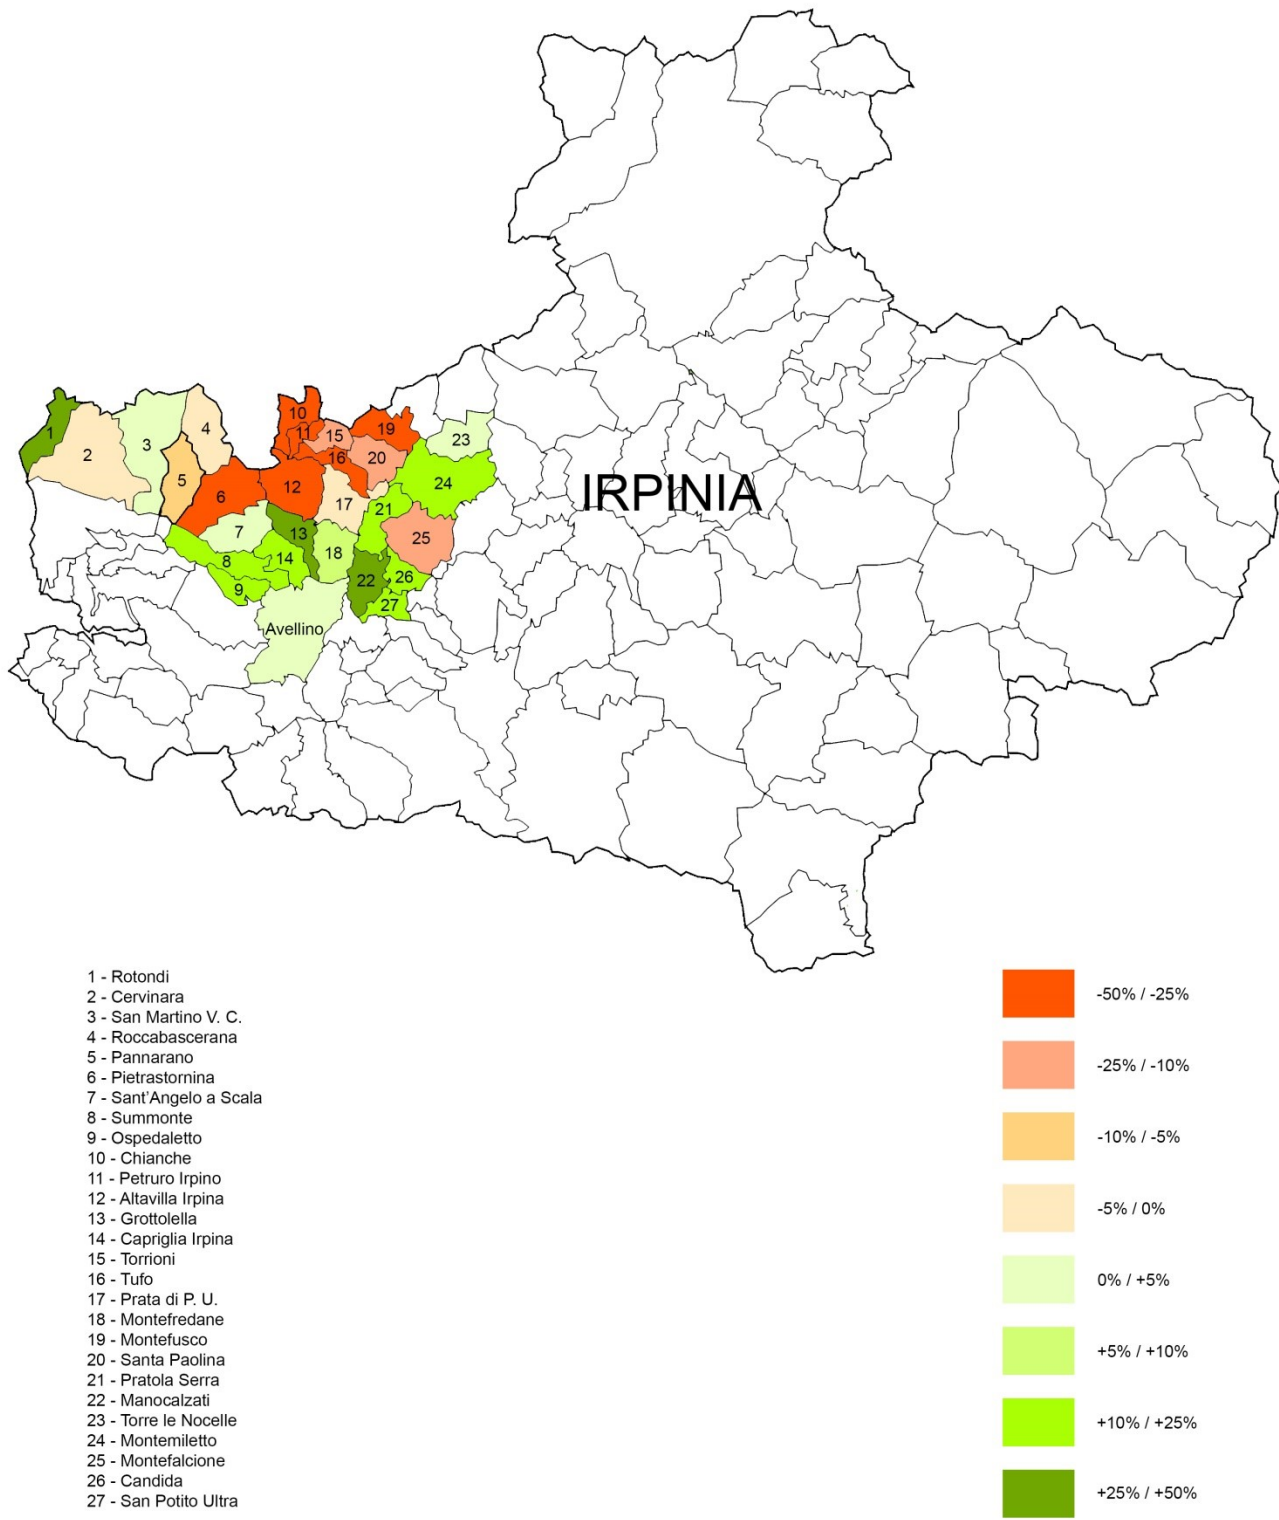 IRPINIA
1
2
3
4
5
6
7
8
9
10
11
12
13
14
15
16
17
18
19
20
21
22
23
24
25
26
27
Avellino
1 - Rotondi
2 - Cervinara
3 - San Martino V. C.
4 - Roccabascerana
5 - Pannarano
6 - Pietrastornina
7 - Sant'Angelo a Scala
8 - Summonte
9 - Ospedaletto
10 - Chianche
11 - Petruro Irpino
12 - Altavilla Irpina
13 - Grottolella
14 - Capriglia Irpina
15 - Torrioni
16 - Tufo
17 - Prata di P. U.
18 - Montefredane
19 - Montefusco
20 - Santa Paolina
21 - Pratola Serra
22 - Manocalzati
23 - Torre le Nocelle
24 - Montemiletto
25 - Montefalcione
26 - Candida
27 - San Potito Ultra
-50% / -25%
-25% / -10%
-10% / -5%
-5% / 0%
0% / +5%
+5% / +10%
+10% / +25%
+25% / +50%